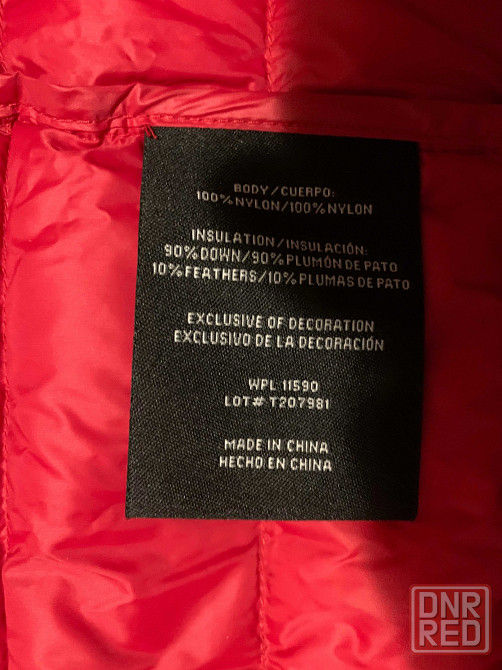 BODY/CUERPO:
100%NYLON/100%NYLON
INSULATION/INSULACIÓN:
90%DOWN/90%PLUMÓN DE PATO
10%FEATHERS/10%PLUMAS DE PATO
EXCLUSIVE OF DECORATION
EXCLUSIVO DE LA DECORACIÓN
WPL 11590
LOT# T207981
MADE IN CHINA
HECHO EN CHINA
DNR
RED